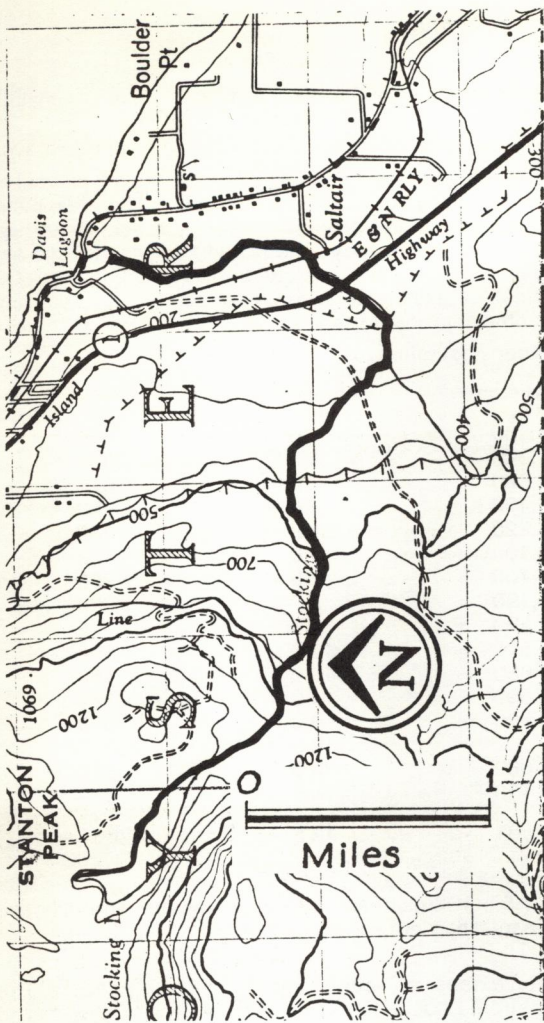 Boulder
Pt
S
Davis
Lagoon
R
Saltair
E & N RLY
Highway
300
200
Island
E
400
500
500
T
700
Stocking
Line
N
1069
1200
S
1200
STANTON
PEAK
0
1
Miles
Y
Stocking L
O